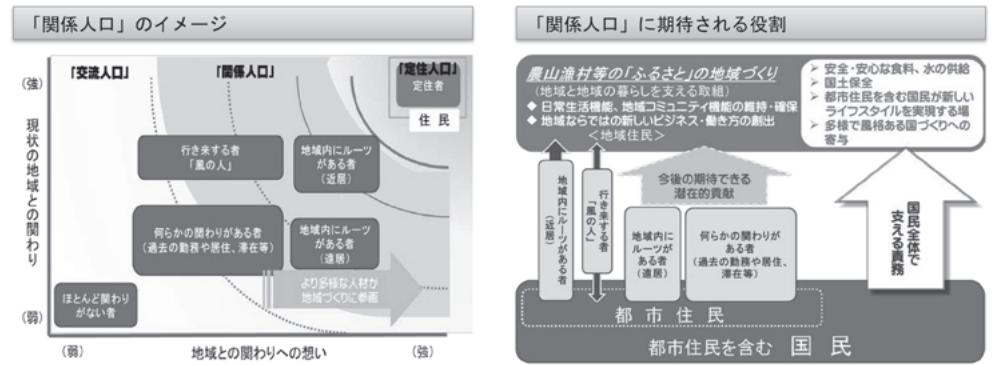 「関係人口」のイメージ
(強)
現状の地域との関わり
(弱)
「交流人口」
「関係人口」
「定住人口」
定住者
住 民
行き来する者
「風の人」
地域内にルーツ
がある者
(近居)
何らかの関わりがある者
(過去の勤務や居住、滞在等)
地域内にルーツ
がある者
(遠居)
より多様な人材が
地域づくりに参画
ほとんど関わり
がない者
(弱)
地域との関わりへの想い
(強)
「関係人口」に期待される役割
農山漁村等の「ふるさと」の地域づくり
(地域と地域の暮らしを支える取組)
◆ 日常生活機能、地域コミュニティ機能の維持・確保
◆ 地域ならではの新しいビジネス・働き方の創出
＜地域住民＞
➢ 安全・安心な食料、水の供給
➢ 国土保全
➢ 都市住民を含む国民が新しい
ライフスタイルを実現する場
➢ 多様で風格ある国づくりへの
寄与
地域内にルーツがある者
(近居)
行き来する者
「風の人」
今後の期待できる
潜在的貢献
地域内に
ルーツが
ある者
(遠居)
何らかの関わりが
ある者
(過去の勤務や居住、
滞在等)
国民全体で
支える責務
都 市 住 民
都市住民を含む 国 民